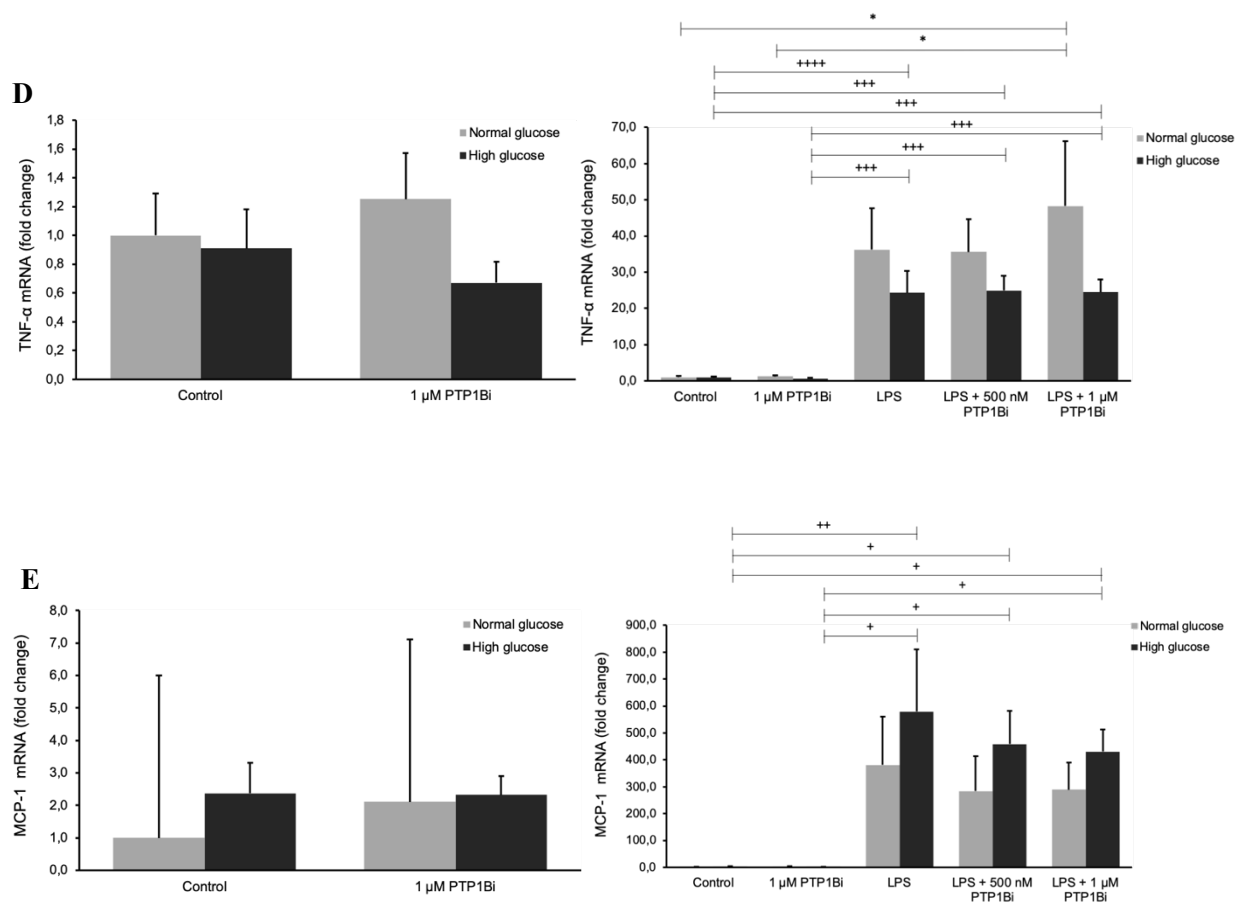 D
TNF-α mRNA (fold change)
1,8
1,6
1,4
1,2
1,0
0,8
0,6
0,4
0,2
0,0
Normal glucose
High glucose
Control
1 µM PTP1Bi
*
*
++++
+++
+++
+++
+++
+++
TNF-α mRNA (fold change)
70,0
60,0
50,0
40,0
30,0
20,0
10,0
0,0
Normal glucose
High glucose
Control
1 µM PTP1Bi
LPS
LPS + 500 nM
PTP1Bi
LPS + 1 µM
PTP1Bi
E
MCP-1 mRNA (fold change)
8,0
7,0
6,0
5,0
4,0
3,0
2,0
1,0
0,0
Normal glucose
High glucose
Control
1 µM PTP1Bi
++
+
+
+
+
+
MCP-1 mRNA (fold change)
900,0
800,0
700,0
600,0
500,0
400,0
300,0
200,0
100,0
0,0
Normal glucose
High glucose
Control
1 µM PTP1Bi
LPS
LPS + 500 nM
PTP1Bi
LPS + 1 µM
PTP1Bi